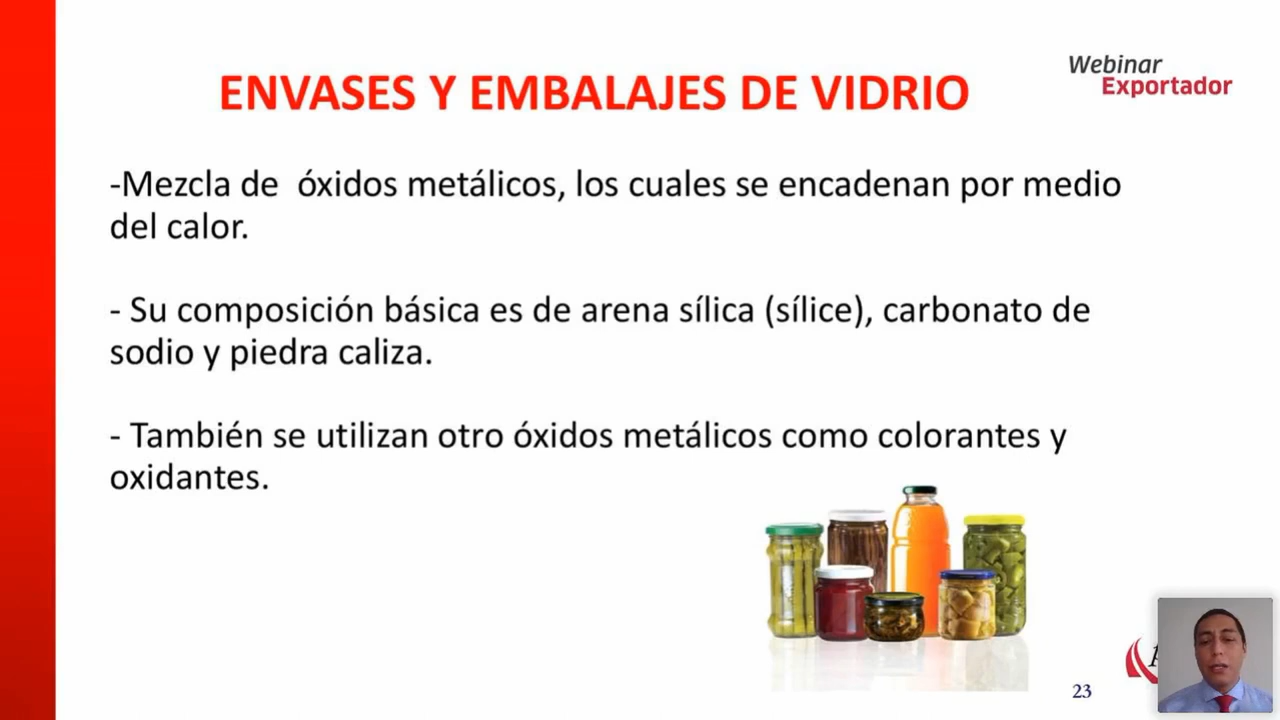 ENVASES Y EMBALAJES DE VIDRIO
Webinar
Exportador
-Mezcla de óxidos metálicos, los cuales se encadenan por medio
del calor.
- Su composición básica es de arena sílica (sílice), carbonato de
sodio y piedra caliza.
- También se utilizan otro óxidos metálicos como colorantes y
oxidantes.
23